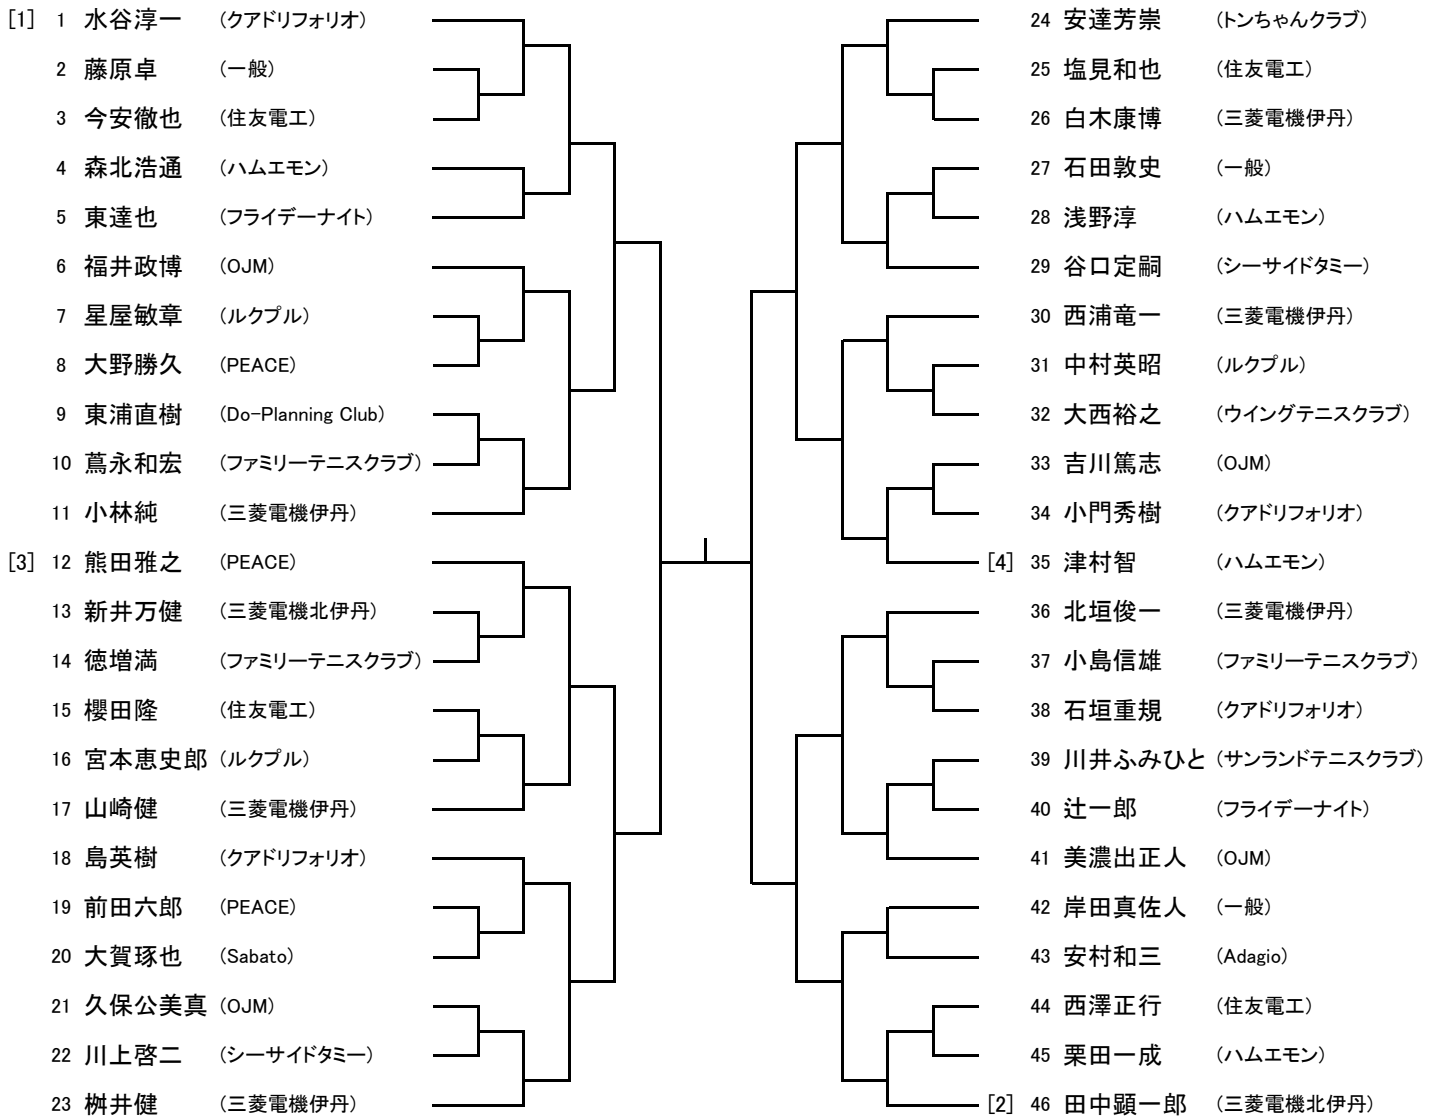 [1] 1 水谷淳一 (クアドリフォリオ)
2 藤原卓 (一般)
3 今安徹也 (住友電工)
4 森北浩通 (ハムエモン)
5 東達也 (フライデーナイト)
6 福井政博 (OJM)
7 星屋敏章 (ルクプル)
8 大野勝久 (PEACE)
9 東浦直樹 (Do-Planning Club)
10 蔦永和宏 (ファミリーテニスクラブ)
11 小林純 (三菱電機伊丹)
[3] 12 熊田雅之 (PEACE)
13 新井万健 (三菱電機北伊丹)
14 徳増満 (ファミリーテニスクラブ)
15 櫻田隆 (住友電工)
16 宮本恵史郎 (ルクプル)
17 山崎健 (三菱電機伊丹)
18 島英樹 (クアドリフォリオ)
19 前田六郎 (PEACE)
20 大賀琢也 (Sabato)
21 久保公美真 (OJM)
22 川上啓二 (シーサイドタミー)
23 桝井健 (三菱電機伊丹)
24 安達芳崇 (トンちゃんクラブ)
25 塩見和也 (住友電工)
26 白木康博 (三菱電機伊丹)
27 石田敦史 (一般)
28 浅野淳 (ハムエモン)
29 谷口定嗣 (シーサイドタミー)
30 西浦竜一 (三菱電機伊丹)
31 中村英昭 (ルクプル)
32 大西裕之 (ウイングテニスクラブ)
33 吉川篤志 (OJM)
34 小門秀樹 (クアドリフォリオ)
[4] 35 津村智 (ハムエモン)
36 北垣俊一 (三菱電機伊丹)
37 小島信雄 (ファミリーテニスクラブ)
38 石垣重規 (クアドリフォリオ)
39 川井ふみひと (サンランドテニスクラブ)
40 辻一郎 (フライデーナイト)
41 美濃出正人 (OJM)
42 岸田真佐人 (一般)
43 安村和三 (Adagio)
44 西澤正行 (住友電工)
45 栗田一成 (ハムエモン)
[2] 46 田中顕一郎 (三菱電機北伊丹)